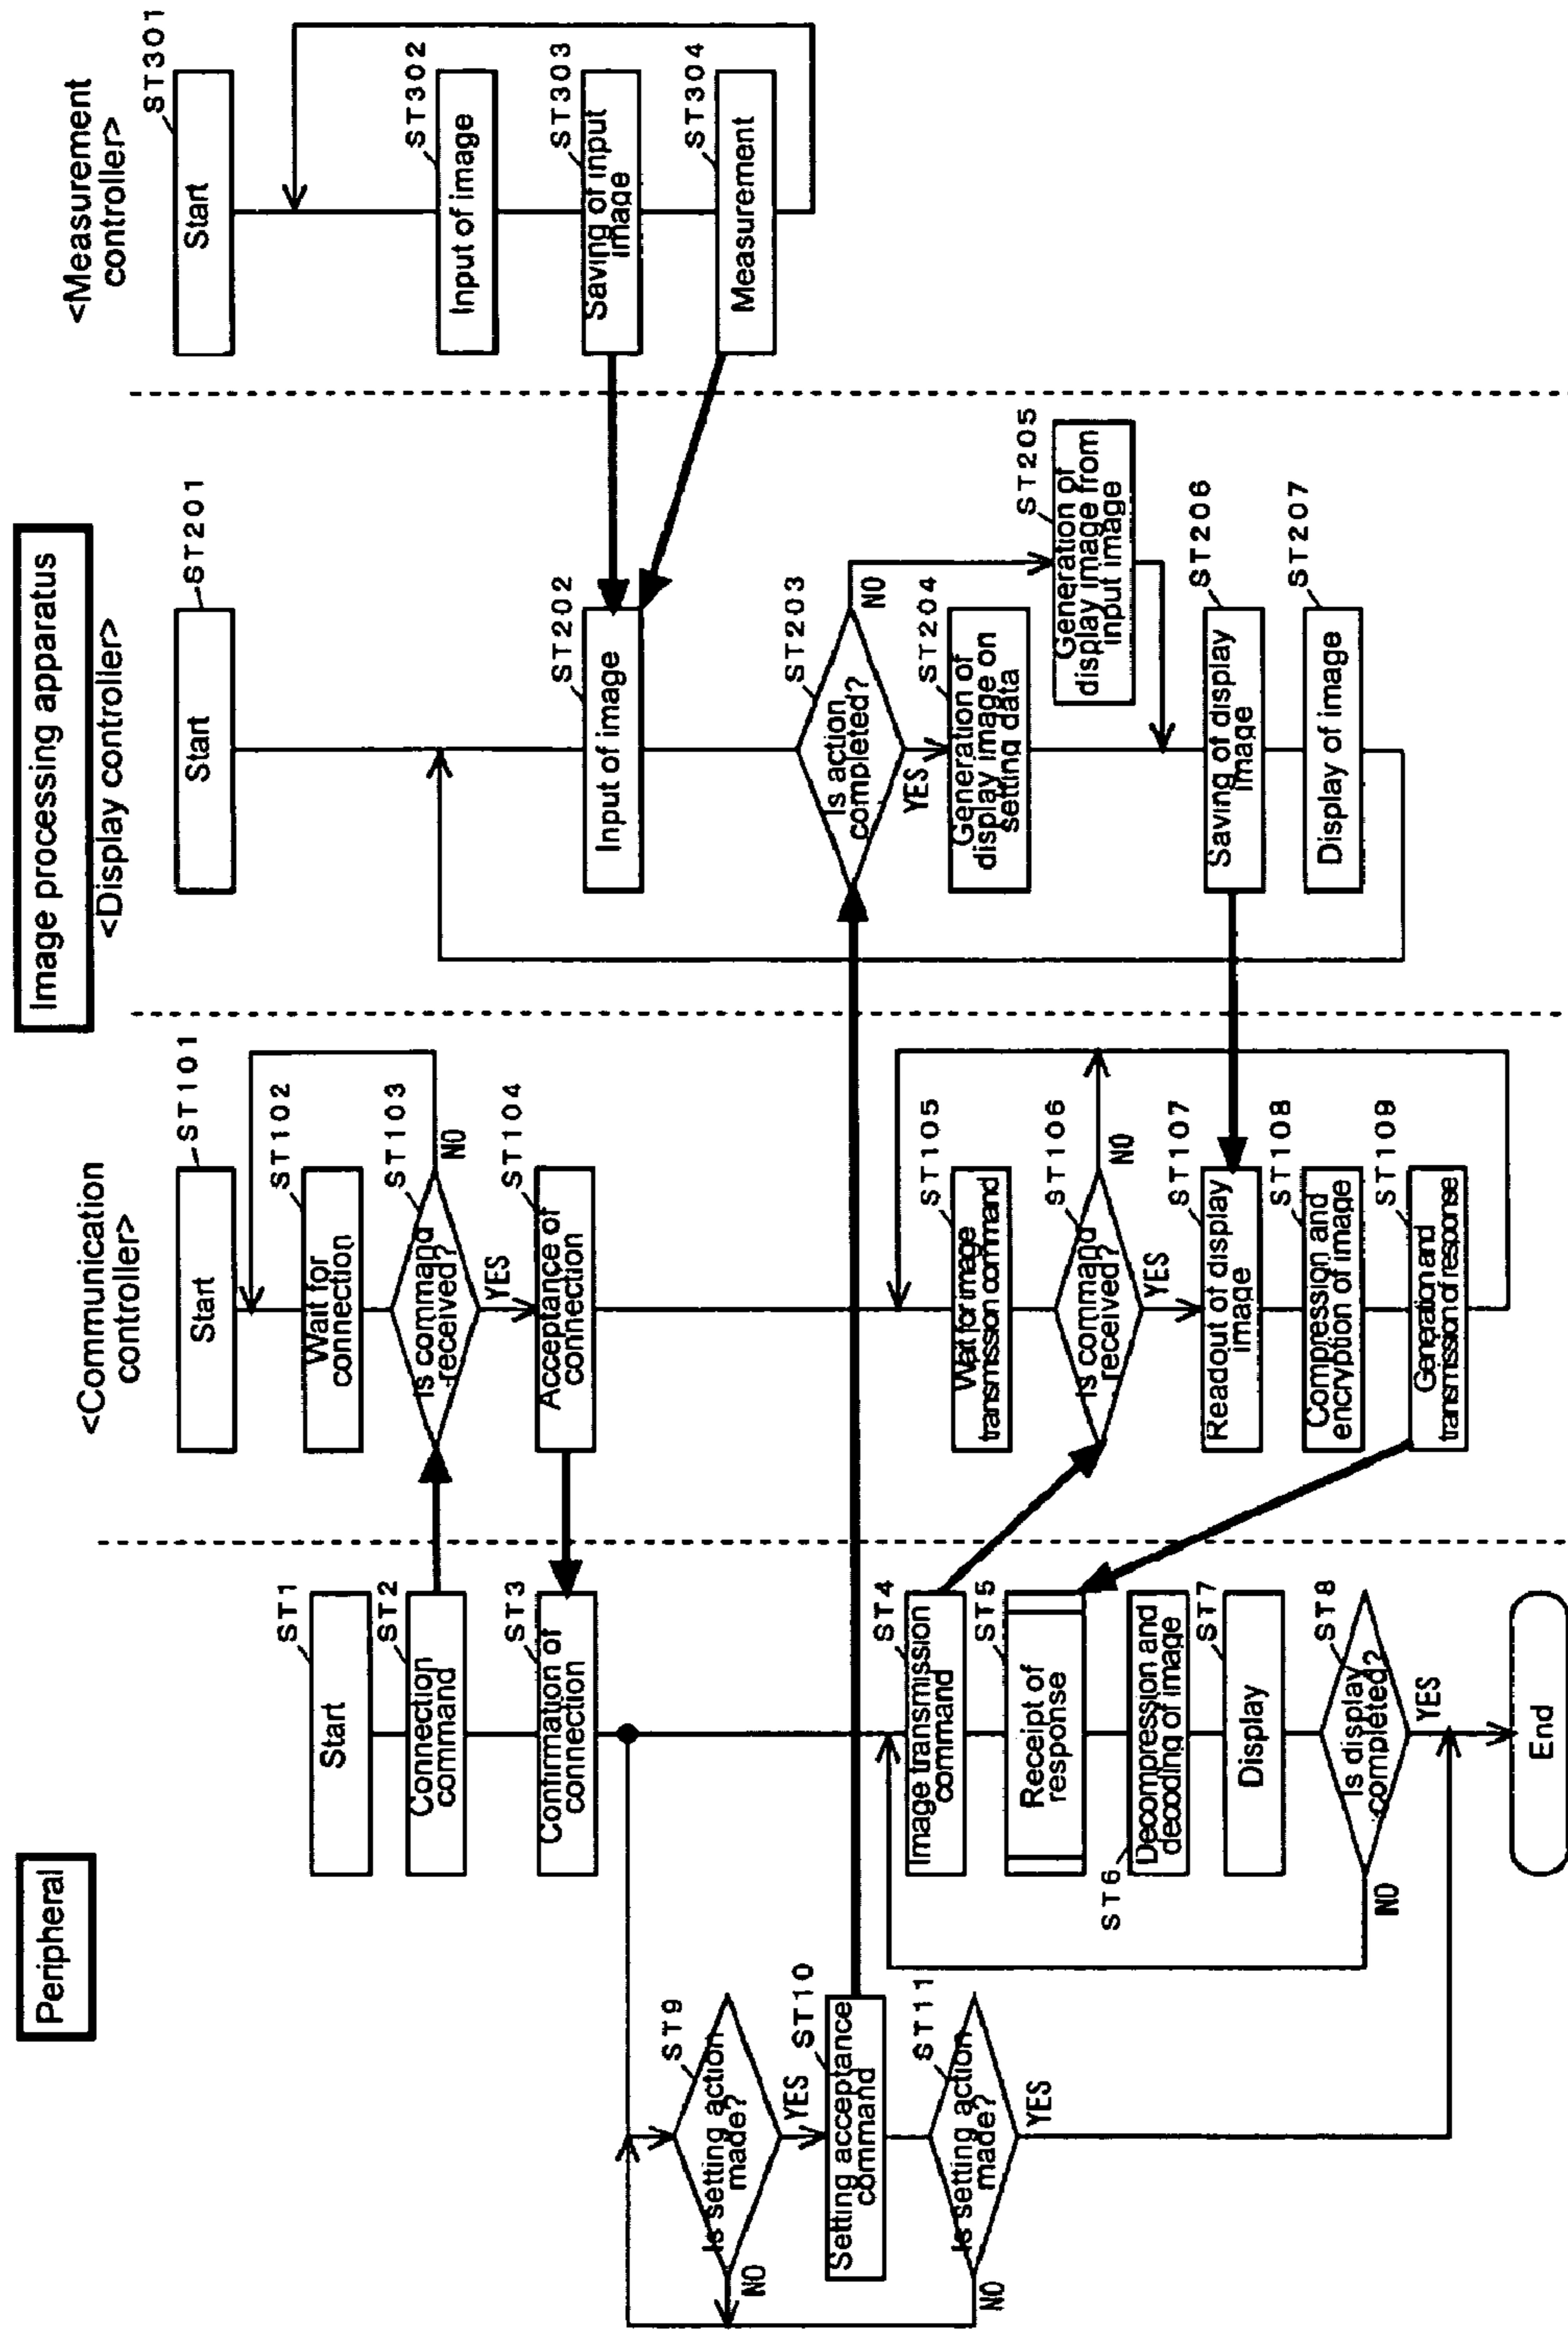 Peripheral
Image processing apparatus
<Communication
controller>
<Display controller>
<Measurement
controller>
ST1
Start
ST2
Connection
command
ST3
Confirmation of
connection
ST9
Is setting action
made?
NO
YES
ST10
Setting acceptance
command
ST11
Is setting action
made?
NO
YES
ST4
Image transmission
command
ST5
Receipt of
response
ST6
Decompression and
decoding of image
ST7
Display
ST8
Is display
completed?
NO
YES
End
ST101
Start
ST102
Wait for
connection
ST103
Is command
received?
NO
YES
ST104
Acceptance of
connection
ST105
Wait for image
transmission command
ST106
Is command
received?
NO
YES
ST107
Readout of display
image
ST108
Compression and
encryption of image
ST109
Generation and
transmission of response
ST201
Start
ST202
Input of image
ST203
Is action
completed?
NO
YES
ST204
Generation of
display image on
setting data
ST205
Generation of
display image from
input image
ST206
Saving of display
image
ST207
Display of image
ST301
Start
ST302
Input of image
ST303
Saving of input
image
ST304
Measurement